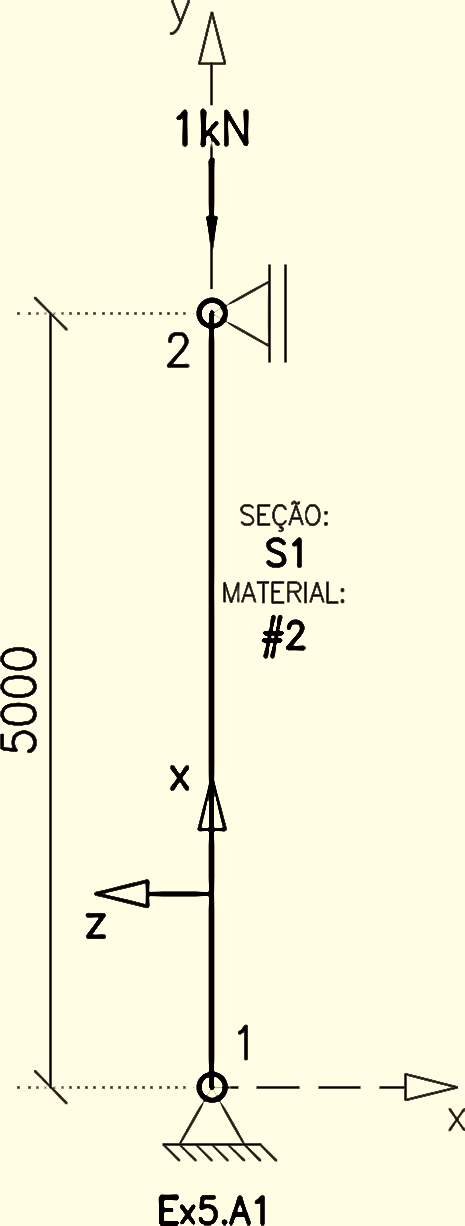 y
1kN
2
SEÇÃO:
S1
MATERIAL:
#2
5000
x
z
1
x
Ex5.A1